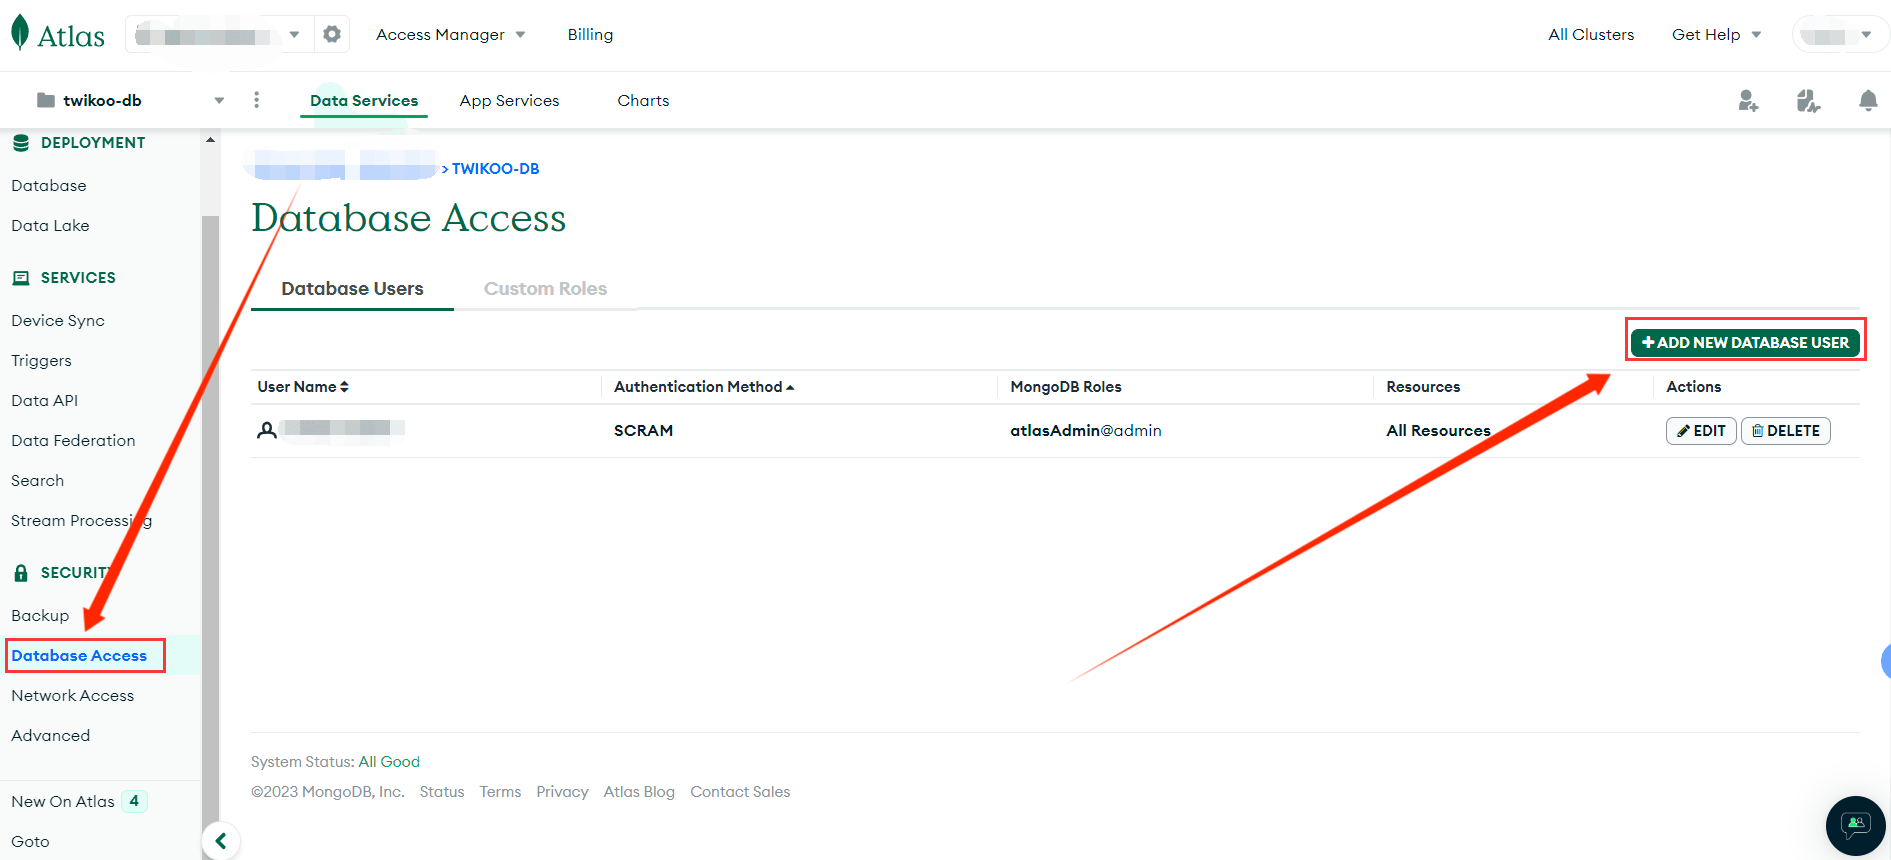 Atlas
Access Manager
Billing
All Clusters
Get Help
twikoo-db
Data Services
App Services
Charts
DEPLOYMENT
Database
Data Lake
SERVICES
Device Sync
Triggers
Data API
Data Federation
Search
Stream Processing
SECURITY
Backup
Database Access
Network Access
Advanced
New On Atlas 4
Goto
> TWIKOO-DB
Database Access
Database Users
Custom Roles
+ADD NEW DATABASE USER
User Name
Authentication Method
MongoDB Roles
Resources
Actions
SCRAM
atlasAdmin@admin
All Resources
EDIT
DELETE
System Status: All Good
©2023 MongoDB, Inc. Status Terms Privacy Atlas Blog Contact Sales